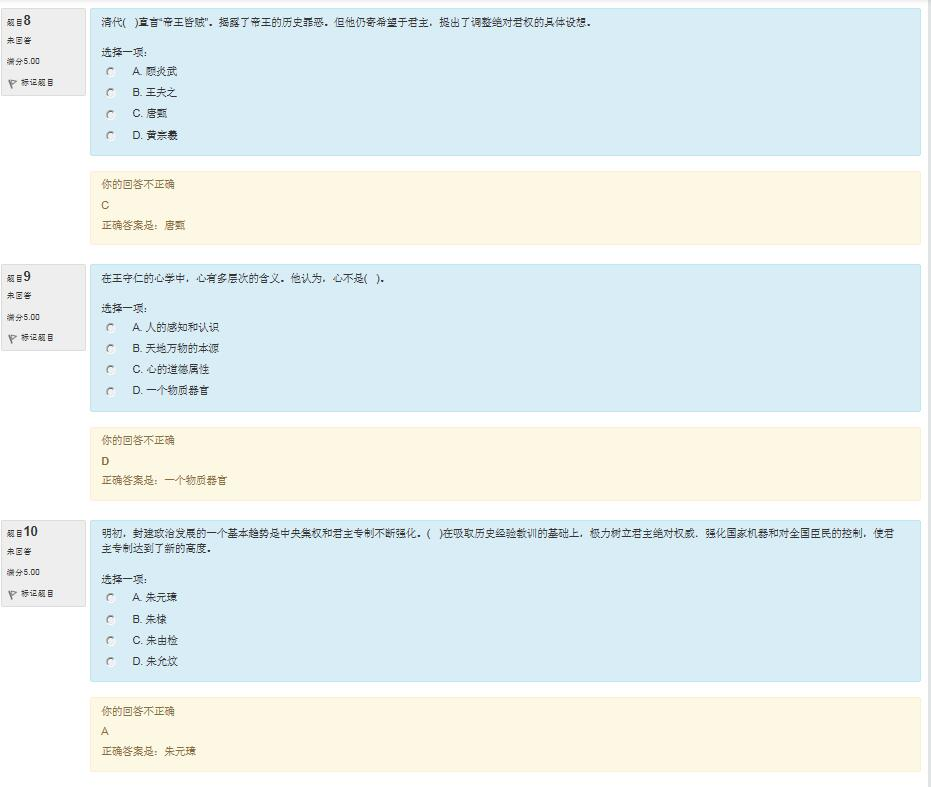 题目8
未回答
满分5.00
标记题目
清代( )直言“帝王皆贼”。揭露了帝王的历史罪恶。但他仍寄希望于君主，提出了调整绝对君权的具体设想。
选择一项：
A. 顾炎武
B. 王夫之
C. 唐甄
D. 黄宗羲
你的回答不正确
C
正确答案是：唐甄
题目9
未回答
满分5.00
标记题目
在王守仁的心学中，心有多层次的含义。他认为，心不是( )。
选择一项：
A. 人的感知和认识
B. 天地万物的本源
C. 心的道德属性
D. 一个物质器官
你的回答不正确
D
正确答案是：一个物质器官
题目10
未回答
满分5.00
标记题目
明初，封建政治发展的一个基本趋势是中央集权和君主专制不断强化。( )在吸取历史经验教训的基础上，极力树立君主绝对权威．强化国家机器和对全国臣民的控制，使君
主专制达到了新的高度。
选择一项：
A. 朱元璋
B. 朱棣
C. 朱由检
D. 朱允炆
你的回答不正确
A
正确答案是：朱元璋